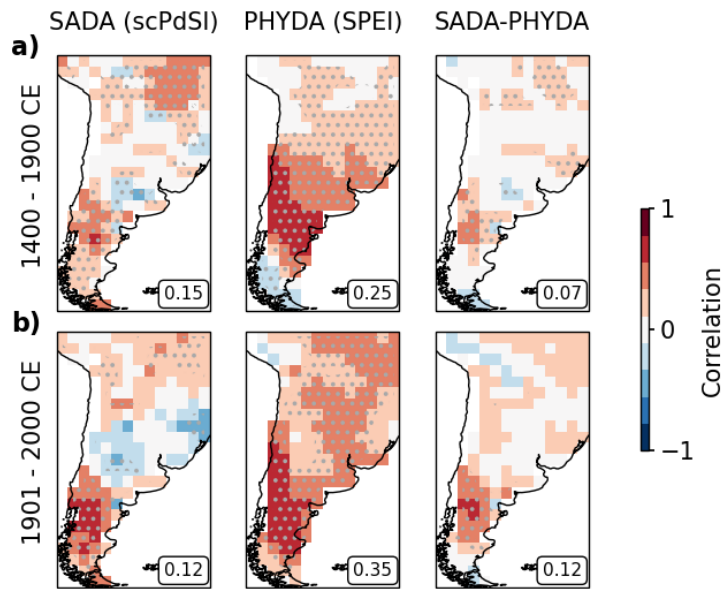 SADA (scPdSI) PHYDA (SPEI) SADA-PHYDA
a)
1400 - 1900 CE
0.15 0.25 0.07
b)
1901 - 2000 CE
0.12 0.35 0.12
1
0
−1
Correlation